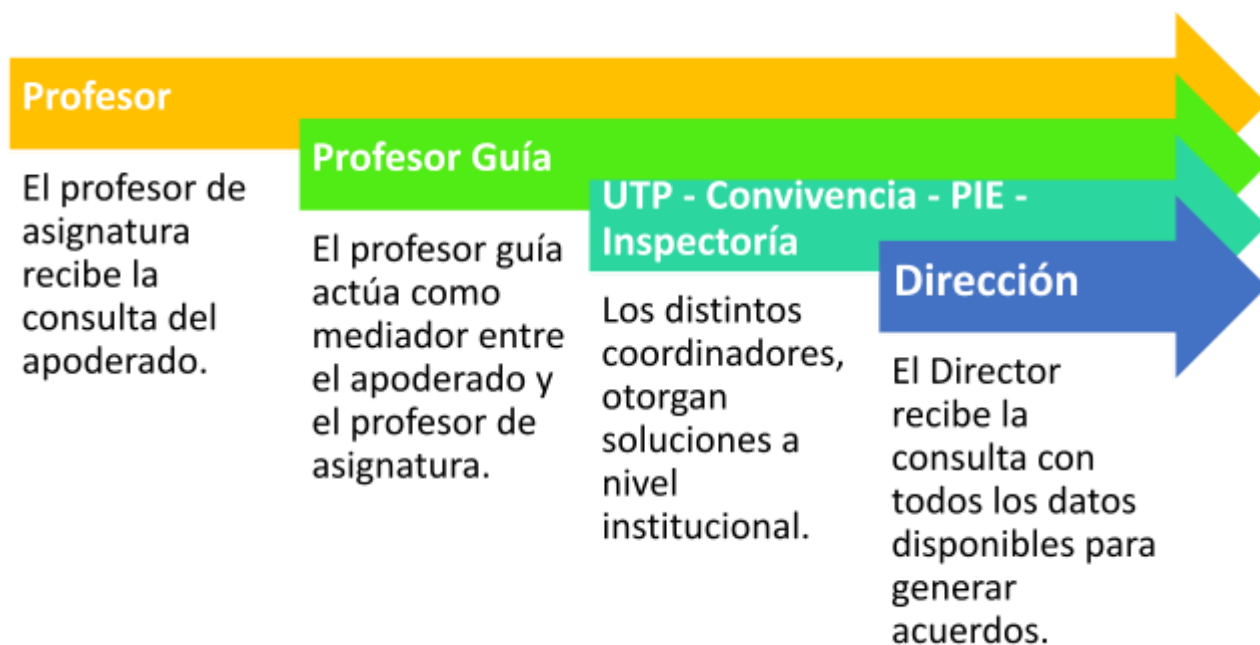 Profesor
El profesor de
asignatura
recibe la
consulta del
apoderado.
Profesor Guía
El profesor guía
actúa como
mediador entre
el apoderado y
el profesor de
asignatura.
UTP - Convivencia - PIE -
Inspectoría
Los distintos
coordinadores,
otorgan
soluciones a
nivel
institucional.
Dirección
El Director
recibe la
consulta con
todos los datos
disponibles para
generar
acuerdos.